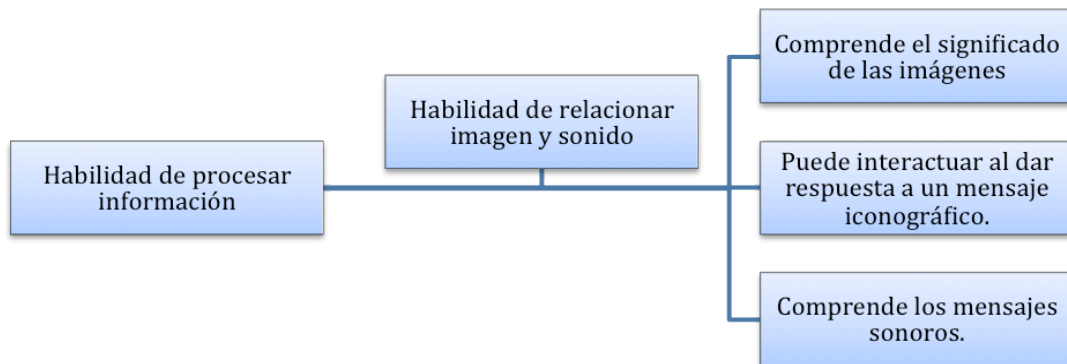 Habilidad de procesar
información
Habilidad de relacionar
imagen y sonido
Comprende el significado
de las imágenes
Puede interactuar al dar
respuesta a un mensaje
iconográfico.
Comprende los mensajes
sonoros.